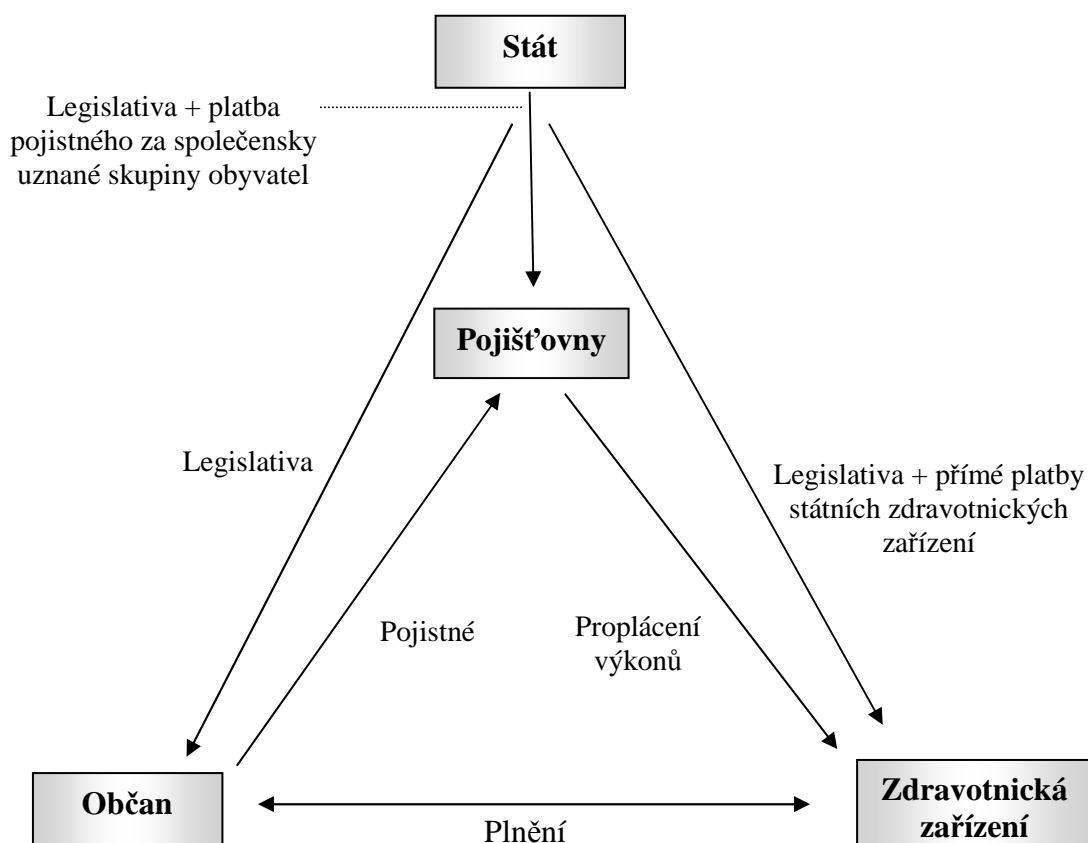 Stát
Legislativa + platba
pojistného za společensky
uznané skupiny obyvatel
Pojišťovny
Legislativa
Legislativa + přímé platby
státních zdravotnických
zařízení
Pojistné
Proplácení
výkonů
Občan
Plnění
Zdravotnická
zařízení